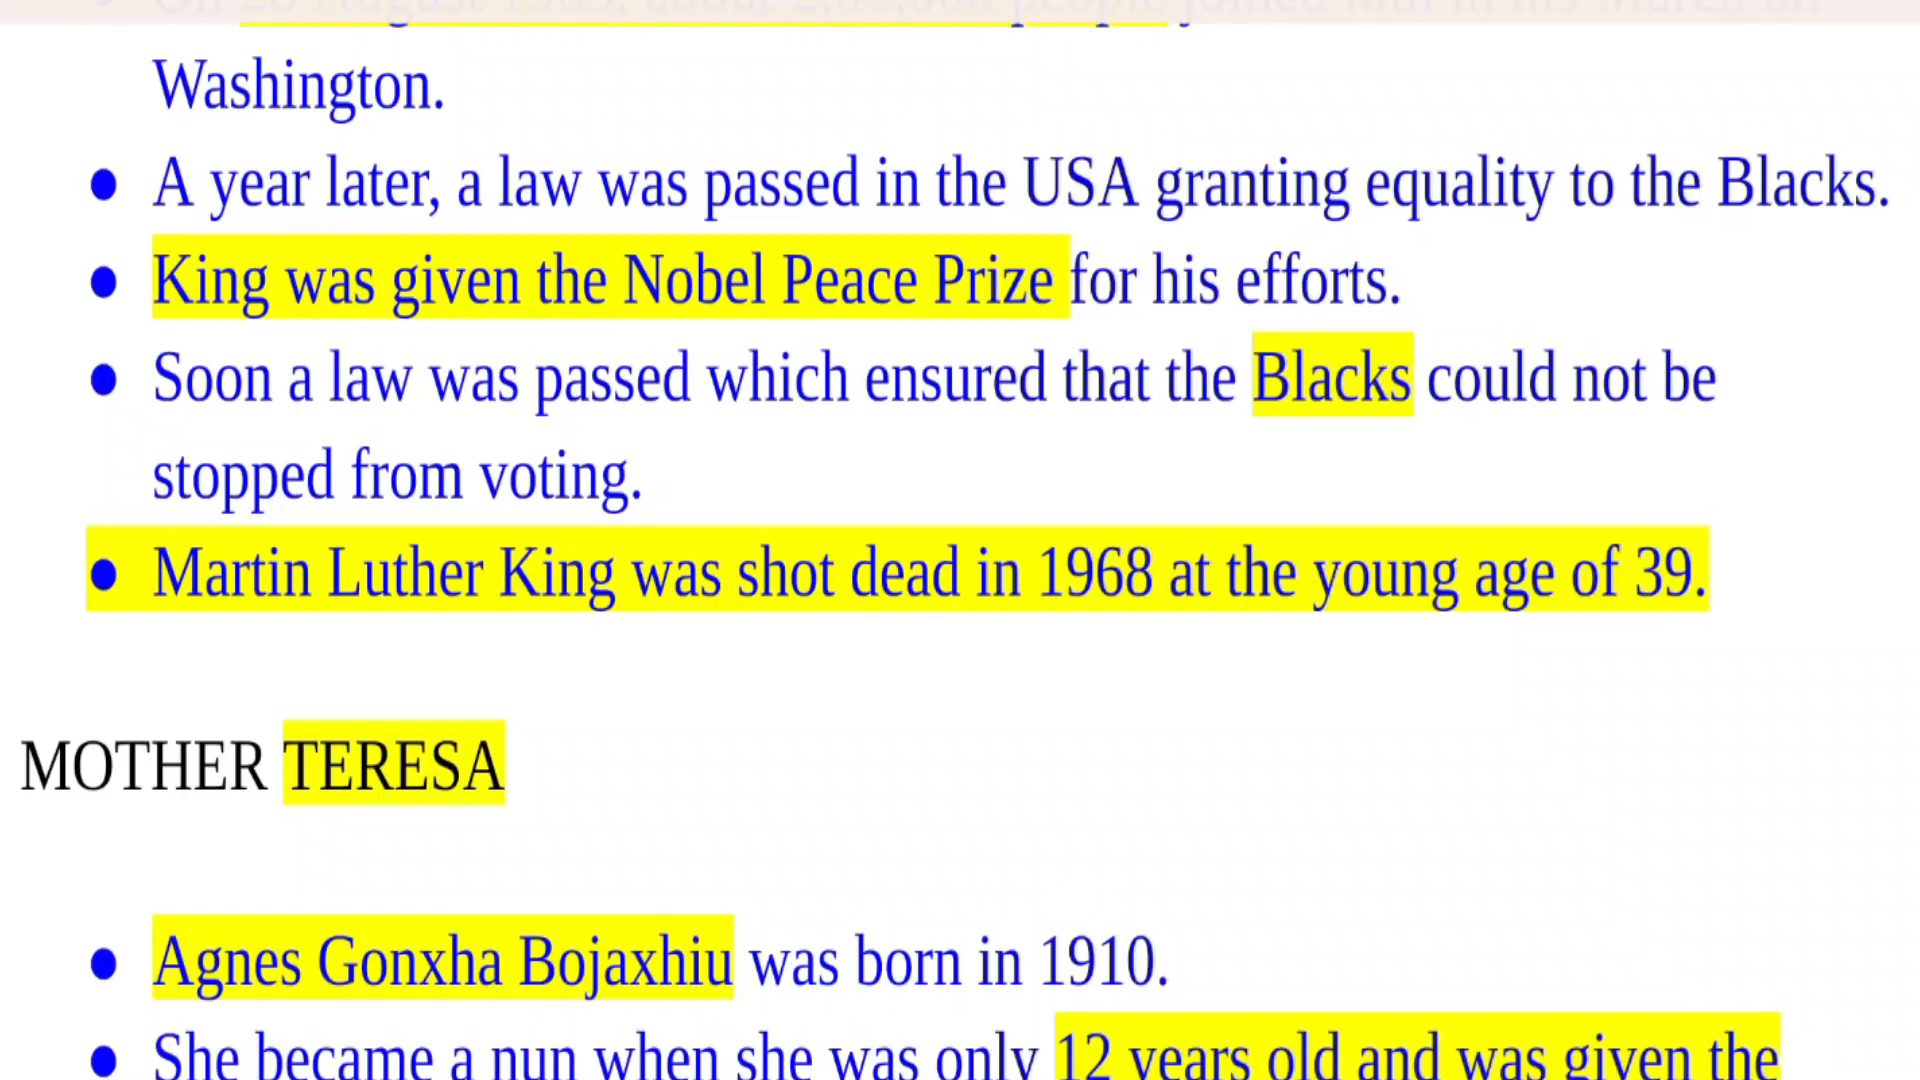 Washington.
● A year later, a law was passed in the USA granting equality to the Blacks.
● King was given the Nobel Peace Prize for his efforts.
● Soon a law was passed which ensured that the Blacks could not be
stopped from voting.
● Martin Luther King was shot dead in 1968 at the young age of 39.
MOTHER TERESA
● Agnes Gonxha Bojaxhiu was born in 1910.
● She became a nun when she was only 12 years old and was given the